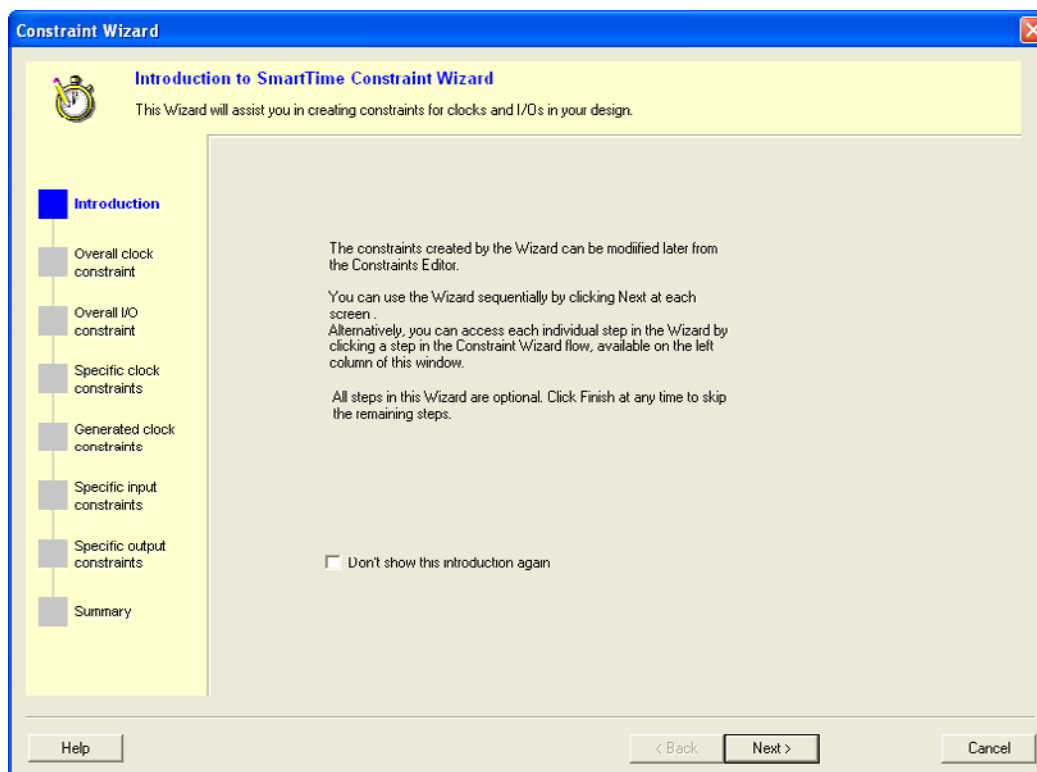 Constraint Wizard
Introduction to SmartTime Constraint Wizard
This Wizard will assist you in creating constraints for clocks and I/Os in your design.
Introduction
Overall clock
constraint
Overall I/O
constraint
Specific clock
constraints
Generated clock
constraints
Specific input
constraints
Specific output
constraints
Summary
The constraints created by the Wizard can be modified later from
the Constraints Editor.
You can use the Wizard sequentially by clicking Next at each
screen .
Alternatively, you can access each individual step in the Wizard by
clicking a step in the Constraint Wizard flow, available on the left
column of this window.
All steps in this Wizard are optional. Click Finish at any time to skip
the remaining steps.
Don't show this introduction again
Help
< Back
Next >
Cancel